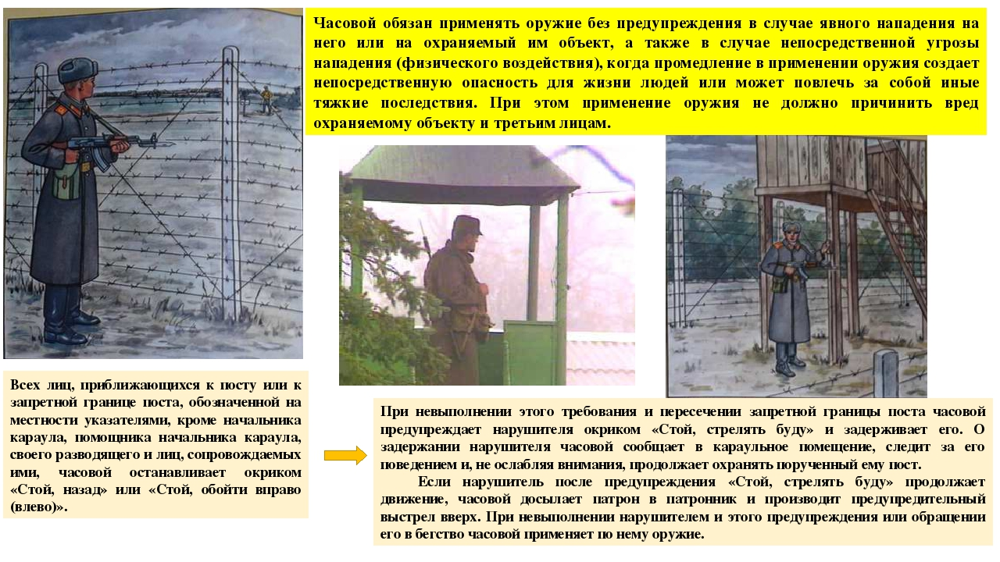 Часовой обязан применять оружие без предупреждения в случае явного нападения на
него или на охраняемый им объект, а также в случае непосредственной угрозы
нападения (физического воздействия), когда промедление в применении оружия создает
непосредственную опасность для жизни людей или может повлечь за собой иные
тяжкие последствия. При этом применение оружия не должно причинить вред
охраняемому объекту и третьим лицам.
Всех лиц, приближающихся к посту или к
запретной границе поста, обозначенной на
местности указателями, кроме начальника
караула, помощника начальника караула,
своего разводящего и лиц, сопровождаемых
ими, часовой останавливает окриком
«Стой, назад» или «Стой, обойти вправо
(влево)».
При невыполнении этого требования и пересечении запретной границы поста часовой
предупреждает нарушителя окриком «Стой, стрелять буду» и задерживает его. О
задержании нарушителя часовой сообщает в караульное помещение, следит за его
поведением и, не ослабляя внимания, продолжает охранять порученный ему пост.
Если нарушитель после предупреждения «Стой, стрелять буду» продолжает
движение, часовой досылает патрон в патронник и производит предупредительный
выстрел вверх. При невыполнении нарушителем и этого предупреждения или обращении
его в бегство часовой применяет по нему оружие.